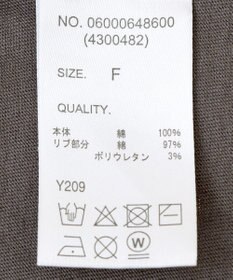 NO. 06000648600
(4300482)
SIZE. F
QUALITY.
本体 綿 100%
リブ部分 綿 97%
ポリウレタン 3%
Y209
W